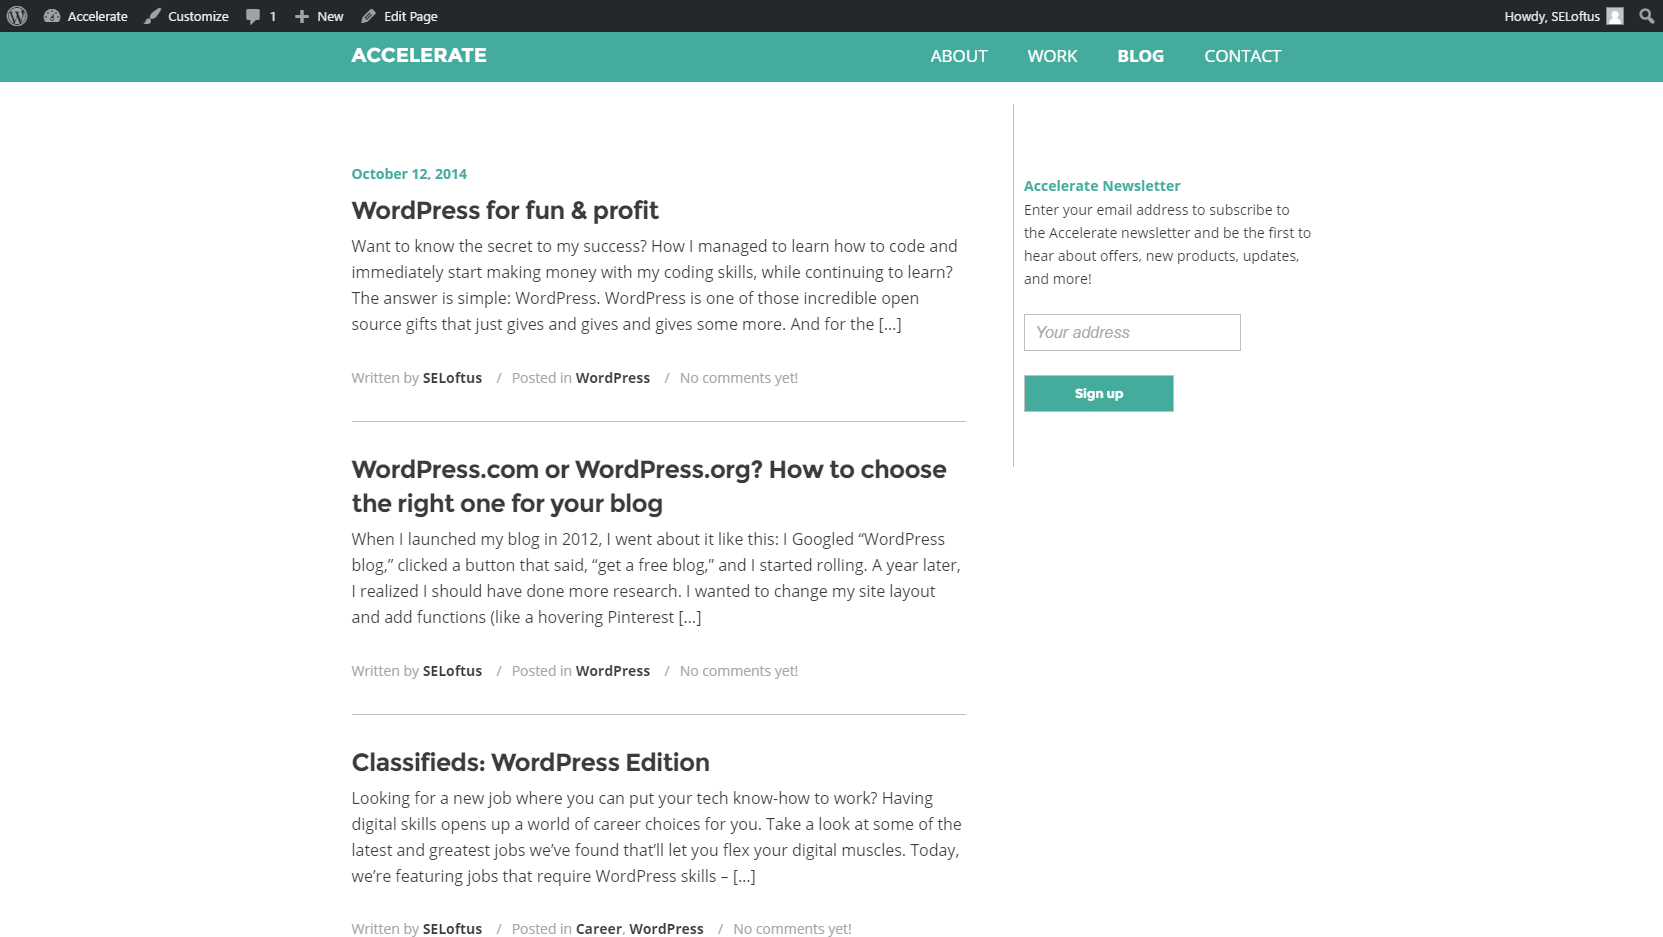 Accelerate Customize 1 New Edit Page Howdy, SELoftus
ACCELERATE ABOUT WORK BLOG CONTACT
October 12, 2014
WordPress for fun & profit
Want to know the secret to my success? How I managed to learn how to code and
immediately start making money with my coding skills, while continuing to learn?
The answer is simple: WordPress. WordPress is one of those incredible open
source gifts that just gives and gives and gives some more. And for the [...]
Written by SELoftus / Posted in WordPress / No comments yet!
WordPress.com or WordPress.org? How to choose
the right one for your blog
When I launched my blog in 2012, I went about it like this: I Googled “WordPress
blog,” clicked a button that said, “get a free blog,” and I started rolling. A year later,
I realized I should have done more research. I wanted to change my site layout
and add functions (like a hovering Pinterest [...]
Written by SELoftus / Posted in WordPress / No comments yet!
Classifieds: WordPress Edition
Looking for a new job where you can put your tech know-how to work? Having
digital skills opens up a world of career choices for you. Take a look at some of the
latest and greatest jobs we’ve found that’ll let you flex your digital muscles. Today,
we’re featuring jobs that require WordPress skills – [...]
Written by SELoftus / Posted in Career, WordPress / No comments yet!
Accelerate Newsletter
Enter your email address to subscribe to
the Accelerate newsletter and be the first to
hear about offers, new products, updates,
and more!
Your address
Sign up